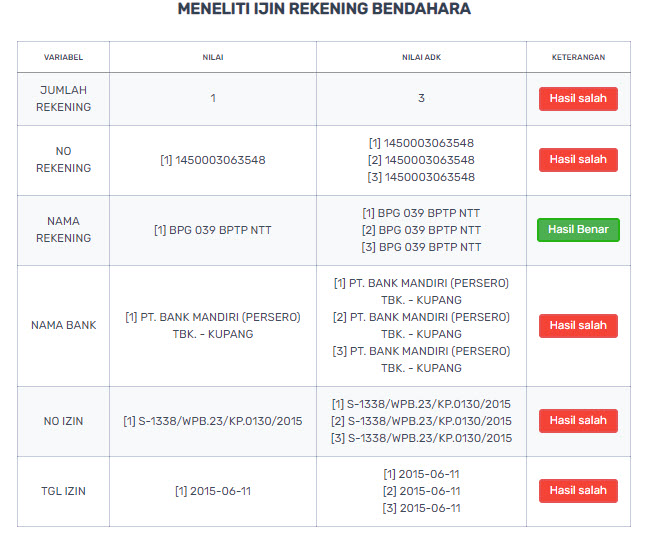 MENELITI IJIN REKENING BENDAHARA
VARIABEL NILAI NILAI ADK KETERANGAN
JUMLAH
REKENING
1
3
Hasil salah
NO
REKENING
[1] 1450003063548
[1] 1450003063548
[2] 1450003063548
[3] 1450003063548
Hasil salah
NAMA
REKENING
[1] BPG 039 BPTP NTT
[1] BPG 039 BPTP NTT
[2] BPG 039 BPTP NTT
[3] BPG 039 BPTP NTT
Hasil Benar
NAMA BANK
[1] PT. BANK MANDIRI (PERSERO)
TBK. - KUPANG
[1] PT. BANK MANDIRI (PERSERO)
TBK. - KUPANG
[2] PT. BANK MANDIRI (PERSERO)
TBK. - KUPANG
[3] PT. BANK MANDIRI (PERSERO)
TBK. - KUPANG
Hasil salah
NO IZIN
[1] S-1338/WPB.23/KP.0130/2015
[1] S-1338/WPB.23/KP.0130/2015
[2] S-1338/WPB.23/KP.0130/2015
[3] S-1338/WPB.23/KP.0130/2015
Hasil salah
TGL IZIN
[1] 2015-06-11
[1] 2015-06-11
[2] 2015-06-11
[3] 2015-06-11
Hasil salah